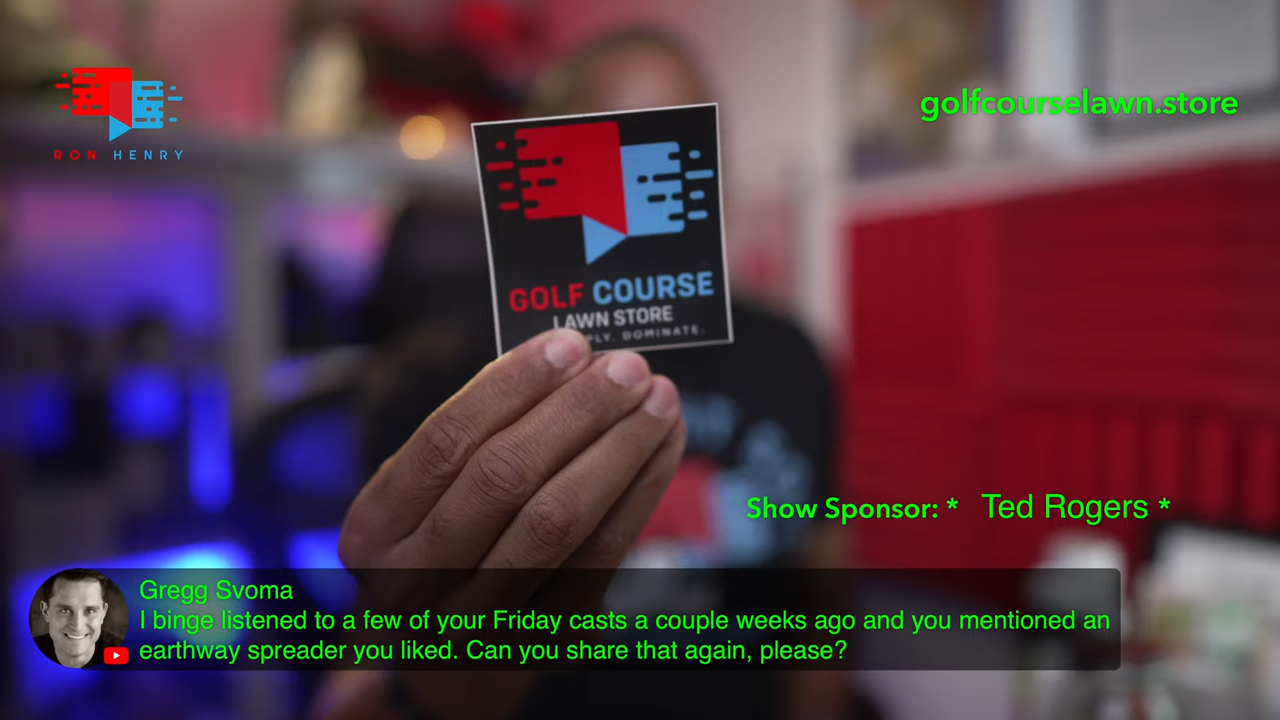 RON HENRY
golfcourselawn.store
GOLF COURSE
LAWN STORE
DOMINATE.
Show Sponsor: * Ted Rogers *
Gregg Svoma
I binge listened to a few of your Friday casts a couple weeks ago and you mentioned an
earthway spreader you liked. Can you share that again, please?